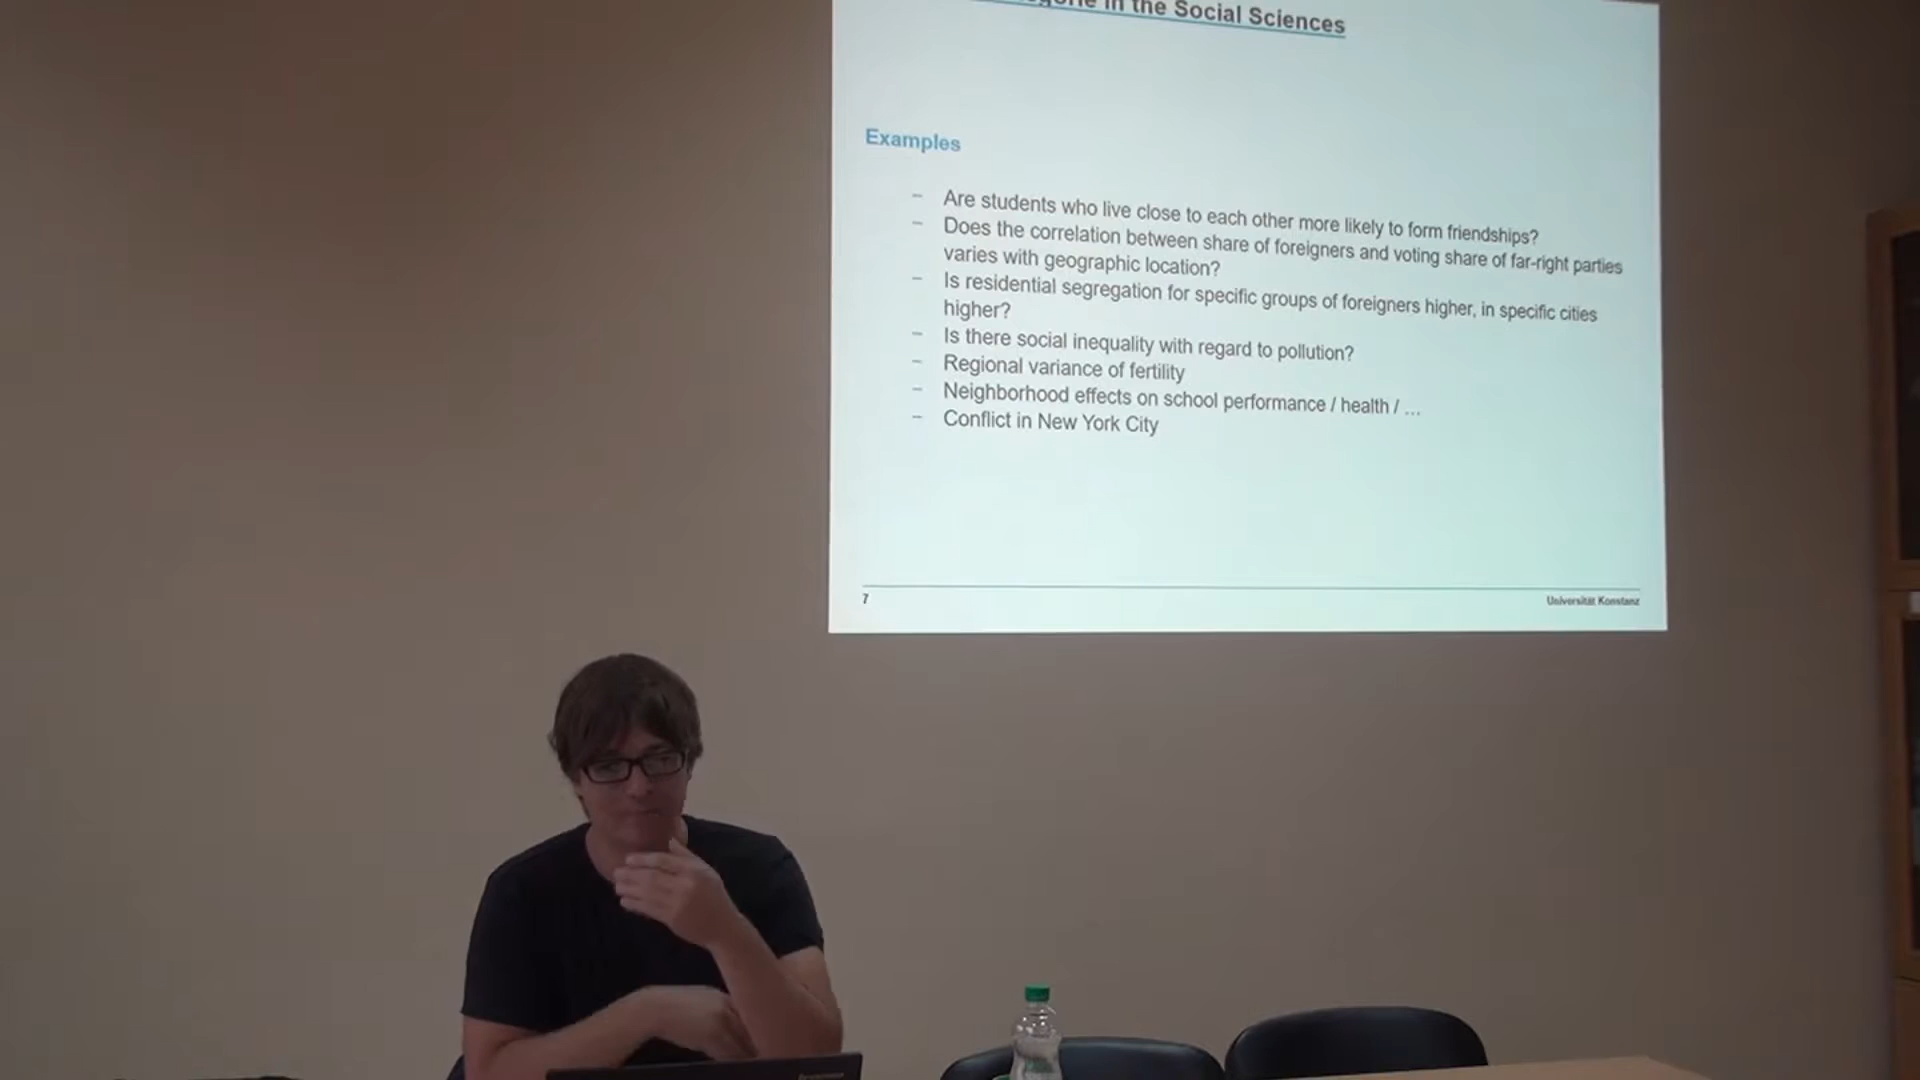 in the Social Sciences
Examples
– Are students who live close to each other more likely to form friendships?
– Does the correlation between share of foreigners and voting share of far-right parties
varies with geographic location?
– Is residential segregation for specific groups of foreigners higher, in specific cities
higher?
– Is there social inequality with regard to pollution?
– Regional variance of fertility
– Neighborhood effects on school performance / health / ...
– Conflict in New York City
7
Universität Konstanz